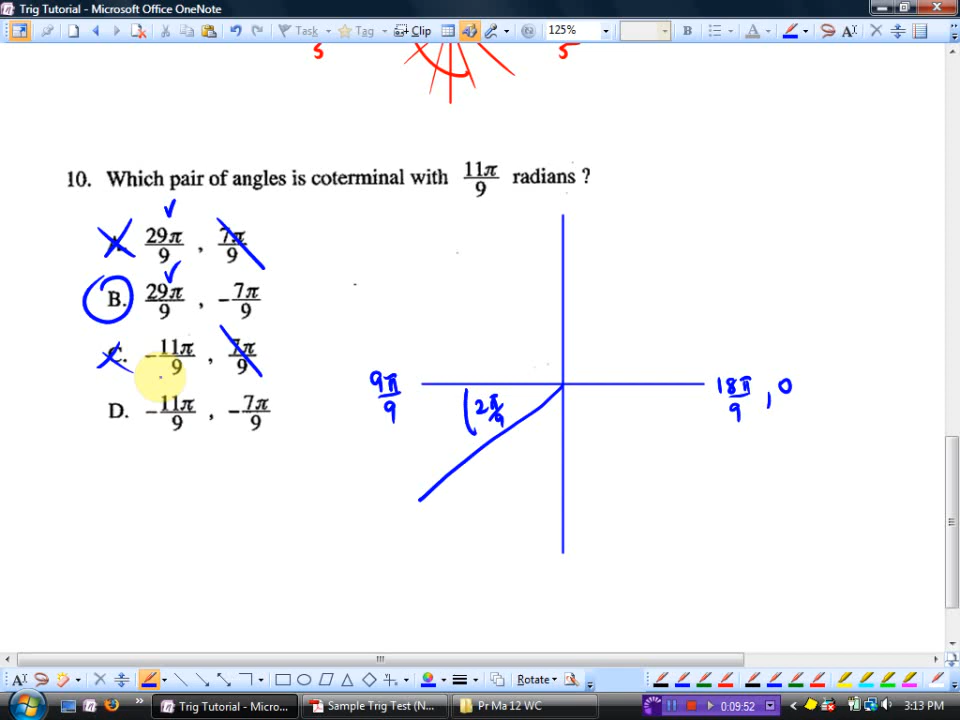 Trig Tutorial - Microsoft Office OneNote
Task Tag Clip 125% B A A
5 5
10. Which pair of angles is coterminal with 11π/9 radians ?
A. 29π/9 , 7π/9
B. 29π/9 , -7π/9
C. -11π/9 , 7π/9
D. -11π/9 , -7π/9
9π/9
2π/9
18π/9 , 0
A Rotate
Trig Tutorial - Micros... Sample Trig Test (N... Pr Ma 12 WC 0:09:52 3:13 PM